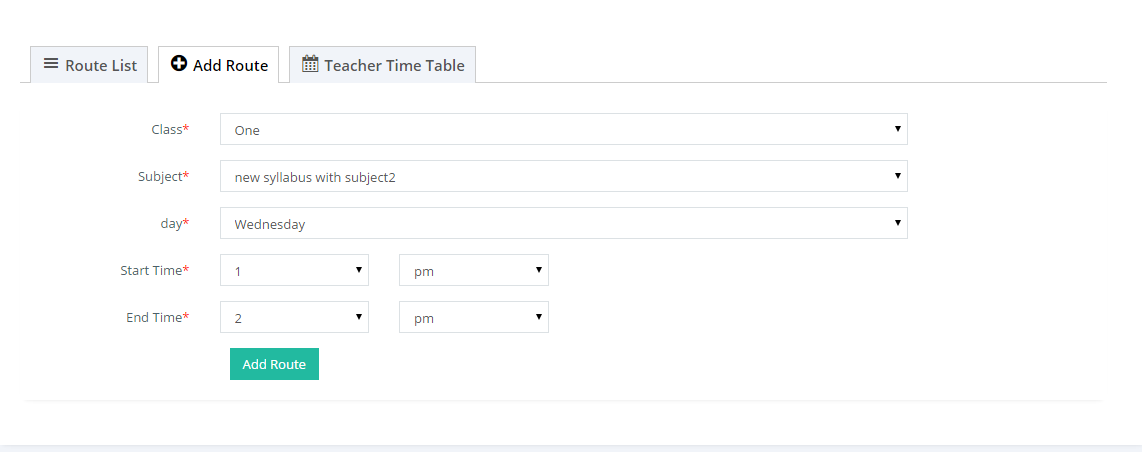 Route List Add Route Teacher Time Table
Class* One
Subject* new syllabus with subject2
day* Wednesday
Start Time* 1 pm
End Time* 2 pm
Add Route